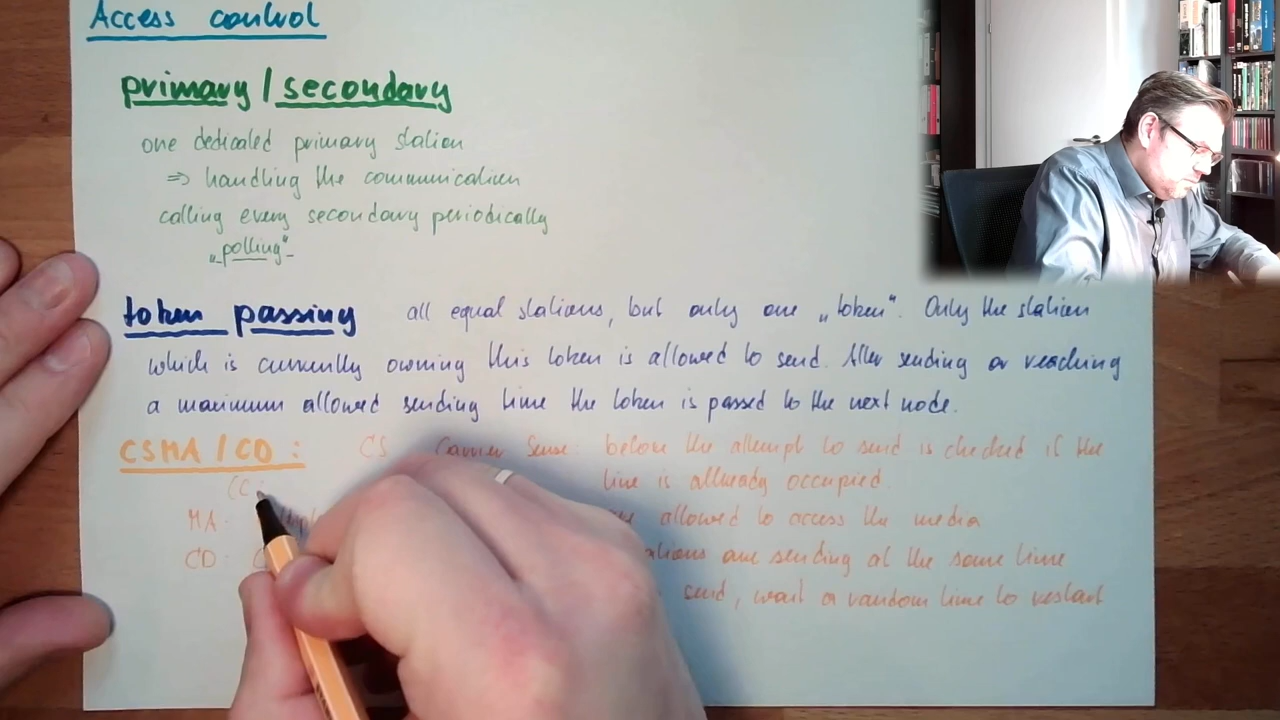 Access control
primary / secondary
one dedicated primary station
⇒ handling the communication
calling every secondary periodically
„polling“
token passing all equal stations, but only one „token“. Only the station
which is currently owning this token is allowed to send. After sending or reaching
a maximum allowed sending time the token is passed to the next node.
CSMA / CD : CS Carrier Sense: before the attempt to send is checked if the
line is allready occupied
(C
MA: allowed to access the media
CD: are sending at the same time
send, wait a random time to restart